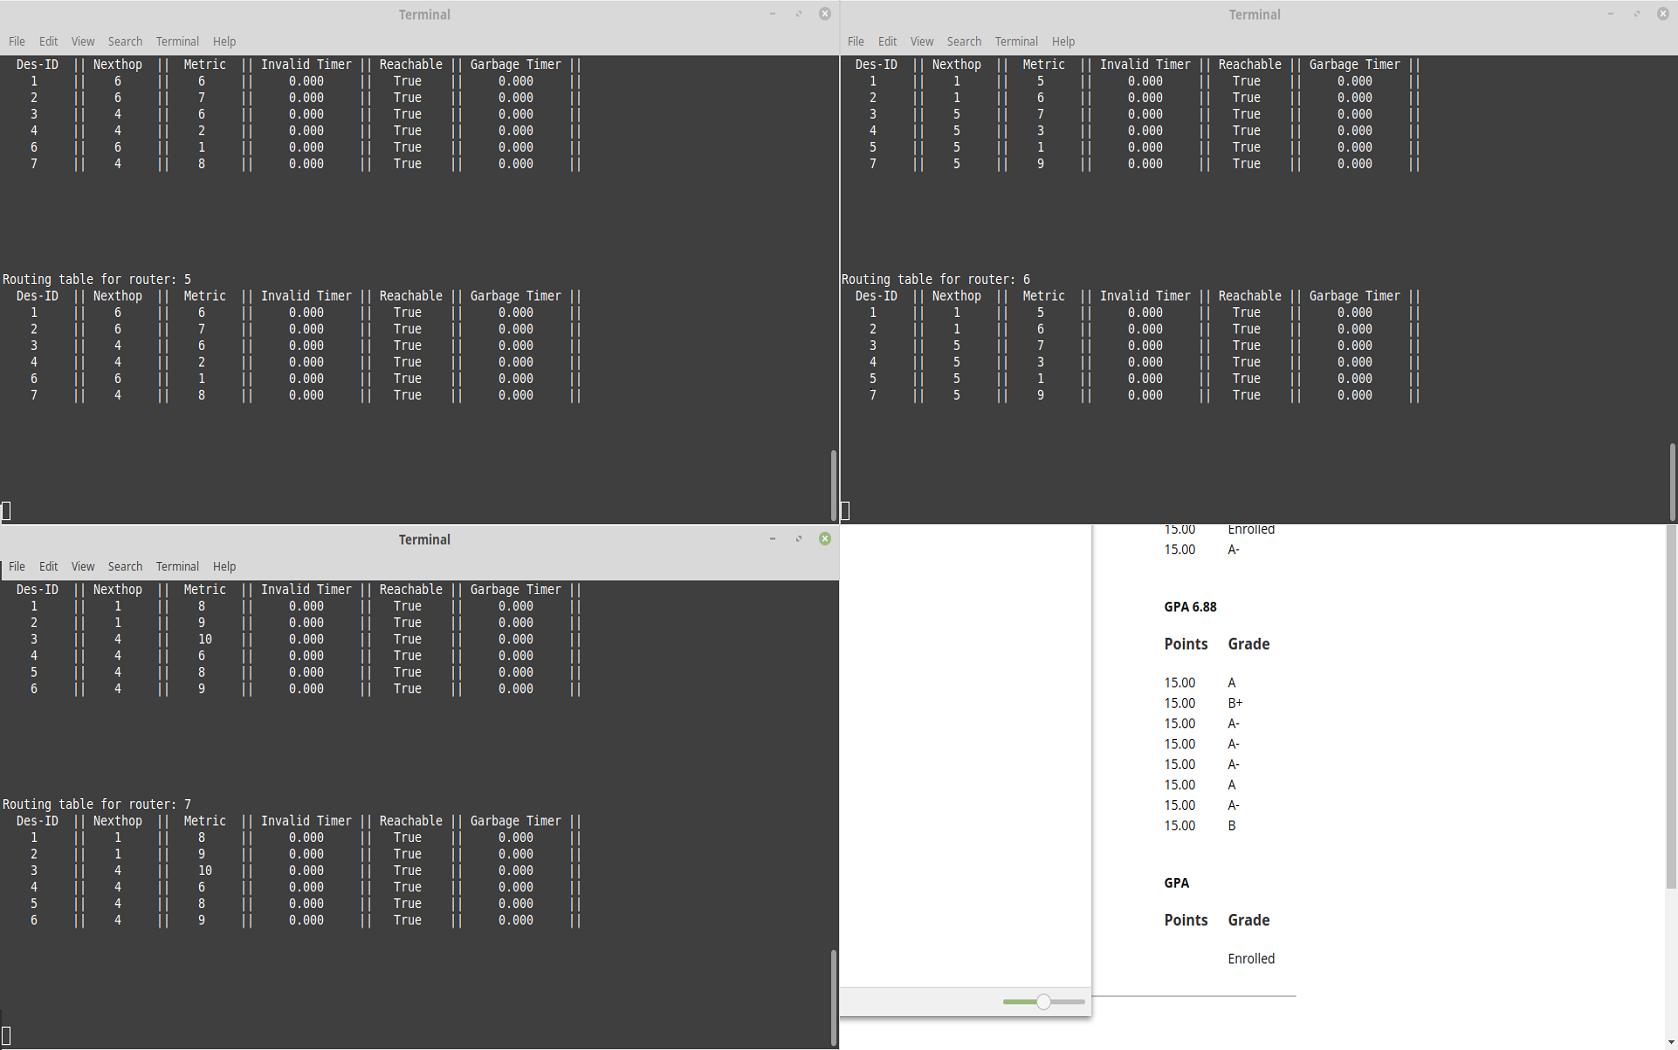 Terminal
File Edit View Search Terminal Help
Des-ID || Nexthop || Metric || Invalid Timer || Reachable || Garbage Timer ||
1 || 6 || 6 || 0.000 || True || 0.000 ||
2 || 6 || 7 || 0.000 || True || 0.000 ||
3 || 4 || 6 || 0.000 || True || 0.000 ||
4 || 4 || 2 || 0.000 || True || 0.000 ||
6 || 6 || 1 || 0.000 || True || 0.000 ||
7 || 4 || 8 || 0.000 || True || 0.000 ||
Routing table for router: 5
Des-ID || Nexthop || Metric || Invalid Timer || Reachable || Garbage Timer ||
1 || 6 || 6 || 0.000 || True || 0.000 ||
2 || 6 || 7 || 0.000 || True || 0.000 ||
3 || 4 || 6 || 0.000 || True || 0.000 ||
4 || 4 || 2 || 0.000 || True || 0.000 ||
6 || 6 || 1 || 0.000 || True || 0.000 ||
7 || 4 || 8 || 0.000 || True || 0.000 ||
Terminal
File Edit View Search Terminal Help
Des-ID || Nexthop || Metric || Invalid Timer || Reachable || Garbage Timer ||
1 || 1 || 5 || 0.000 || True || 0.000 ||
2 || 1 || 6 || 0.000 || True || 0.000 ||
3 || 5 || 7 || 0.000 || True || 0.000 ||
4 || 5 || 3 || 0.000 || True || 0.000 ||
5 || 5 || 1 || 0.000 || True || 0.000 ||
7 || 5 || 9 || 0.000 || True || 0.000 ||
Routing table for router: 6
Des-ID || Nexthop || Metric || Invalid Timer || Reachable || Garbage Timer ||
1 || 1 || 5 || 0.000 || True || 0.000 ||
2 || 1 || 6 || 0.000 || True || 0.000 ||
3 || 5 || 7 || 0.000 || True || 0.000 ||
4 || 5 || 3 || 0.000 || True || 0.000 ||
5 || 5 || 1 || 0.000 || True || 0.000 ||
7 || 5 || 9 || 0.000 || True || 0.000 ||
Terminal
File Edit View Search Terminal Help
Des-ID || Nexthop || Metric || Invalid Timer || Reachable || Garbage Timer ||
1 || 1 || 8 || 0.000 || True || 0.000 ||
2 || 1 || 9 || 0.000 || True || 0.000 ||
3 || 4 || 10 || 0.000 || True || 0.000 ||
4 || 4 || 6 || 0.000 || True || 0.000 ||
5 || 4 || 8 || 0.000 || True || 0.000 ||
6 || 4 || 9 || 0.000 || True || 0.000 ||
Routing table for router: 7
Des-ID || Nexthop || Metric || Invalid Timer || Reachable || Garbage Timer ||
1 || 1 || 8 || 0.000 || True || 0.000 ||
2 || 1 || 9 || 0.000 || True || 0.000 ||
3 || 4 || 10 || 0.000 || True || 0.000 ||
4 || 4 || 6 || 0.000 || True || 0.000 ||
5 || 4 || 8 || 0.000 || True || 0.000 ||
6 || 4 || 9 || 0.000 || True || 0.000 ||
15.00 Enrolled
15.00 A-
GPA 6.88
Points Grade
15.00 A
15.00 B+
15.00 A-
15.00 A-
15.00 A-
15.00 A
15.00 A-
15.00 B
GPA
Points Grade
Enrolled